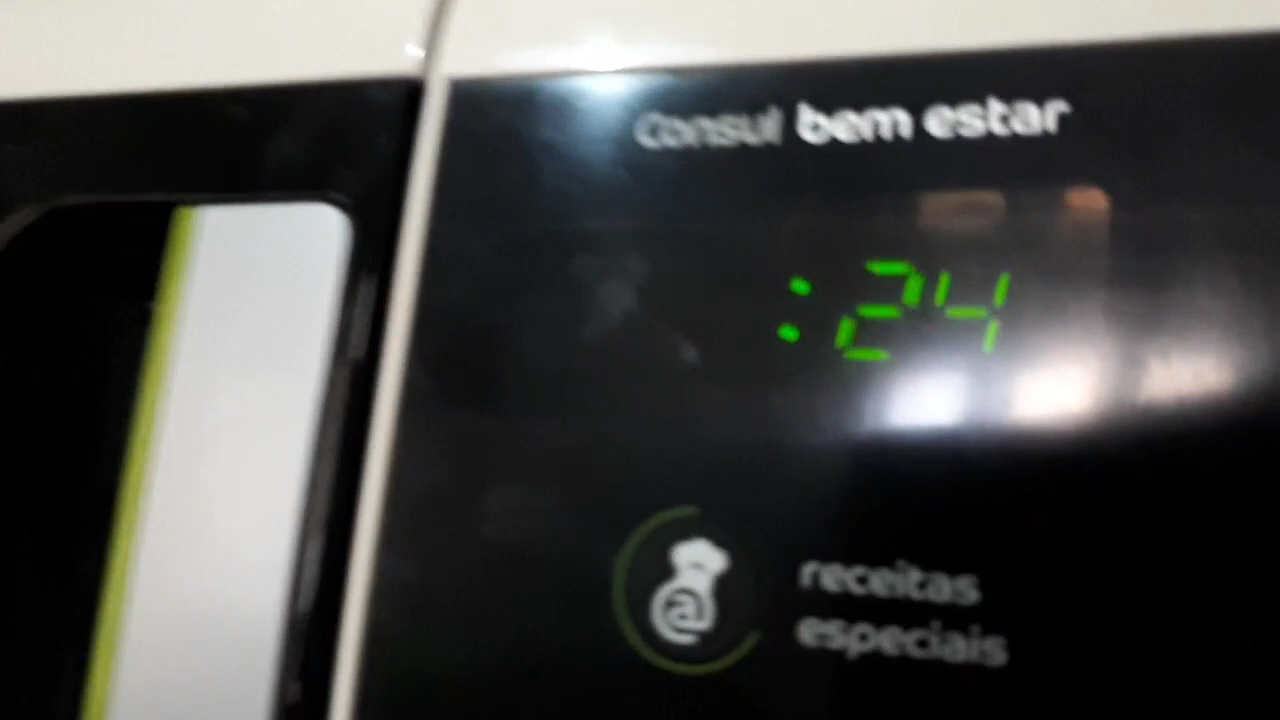 Consul bem estar
:24
@
receitas
especiais